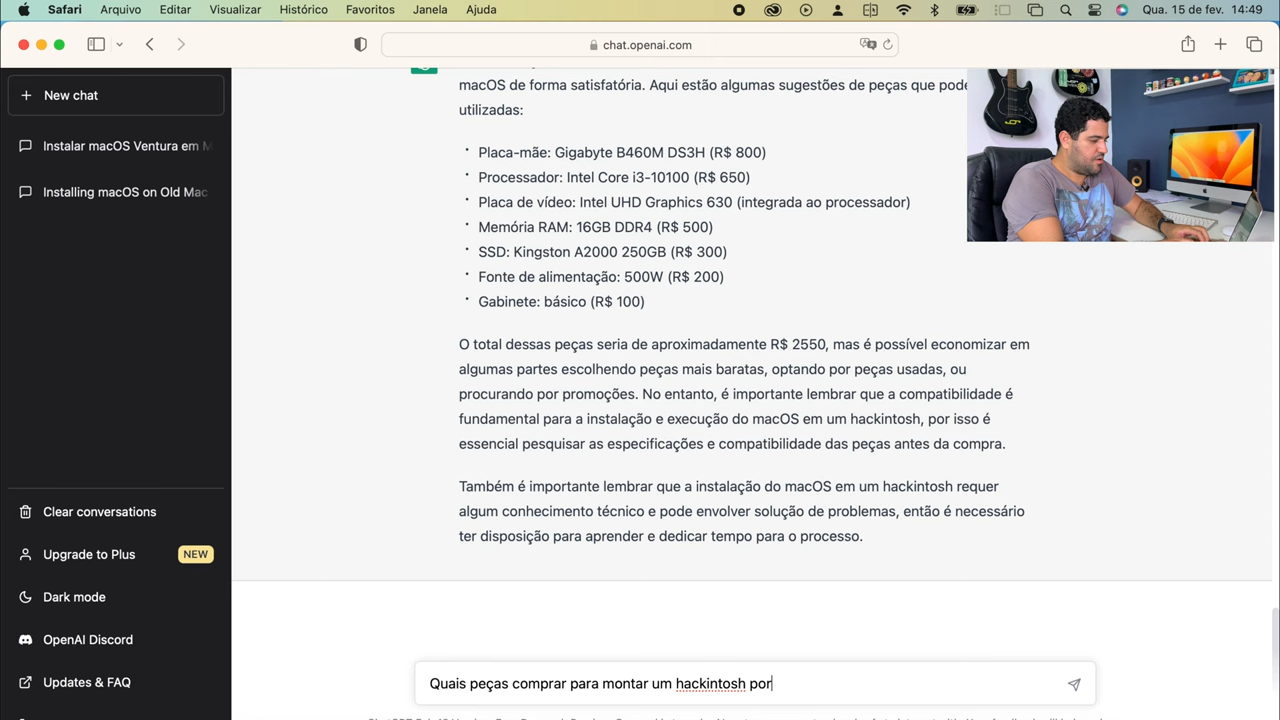 Safari Arquivo Editar Visualizar Histórico Favoritos Janela Ajuda Qua. 15 de fev. 14:49
chat.openai.com
New chat
Instalar macOS Ventura em M
Installing macOS on Old Mac
macOS de forma satisfatória. Aqui estão algumas sugestões de peças que pode
utilizadas:
• Placa-mãe: Gigabyte B460M DS3H (R$ 800)
• Processador: Intel Core i3-10100 (R$ 650)
• Placa de vídeo: Intel UHD Graphics 630 (integrada ao processador)
• Memória RAM: 16GB DDR4 (R$ 500)
• SSD: Kingston A2000 250GB (R$ 300)
• Fonte de alimentação: 500W (R$ 200)
• Gabinete: básico (R$ 100)
O total dessas peças seria de aproximadamente R$ 2550, mas é possível economizar em
algumas partes escolhendo peças mais baratas, optando por peças usadas, ou
procurando por promoções. No entanto, é importante lembrar que a compatibilidade é
fundamental para a instalação e execução do macOS em um hackintosh, por isso é
essencial pesquisar as especificações e compatibilidade das peças antes da compra.
Também é importante lembrar que a instalação do macOS em um hackintosh requer
algum conhecimento técnico e pode envolver solução de problemas, então é necessário
ter disposição para aprender e dedicar tempo para o processo.
Clear conversations
Upgrade to Plus NEW
Dark mode
OpenAI Discord
Updates & FAQ
Quais peças comprar para montar um hackintosh por